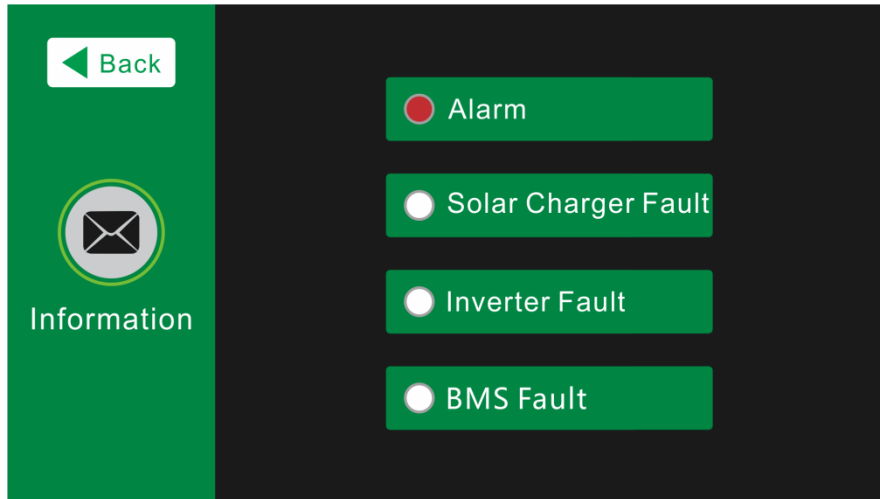 Back
Information
Alarm
Solar Charger Fault
Inverter Fault
BMS Fault